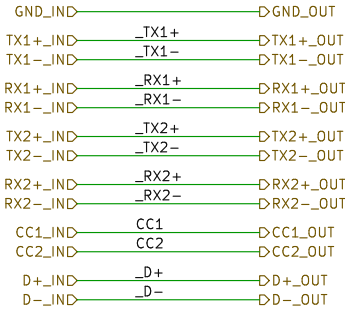 GND_IN GND_OUT
TX1+_IN _TX1+ TX1+_OUT
TX1-_IN _TX1- TX1-_OUT
RX1+_IN _RX1+ RX1+_OUT
RX1-_IN _RX1- RX1-_OUT
TX2+_IN _TX2+ TX2+_OUT
TX2-_IN _TX2- TX2-_OUT
RX2+_IN _RX2+ RX2+_OUT
RX2-_IN _RX2- RX2-_OUT
CC1_IN CC1 CC1_OUT
CC2_IN CC2 CC2_OUT
D+_IN _D+ D+_OUT
D-_IN _D- D-_OUT